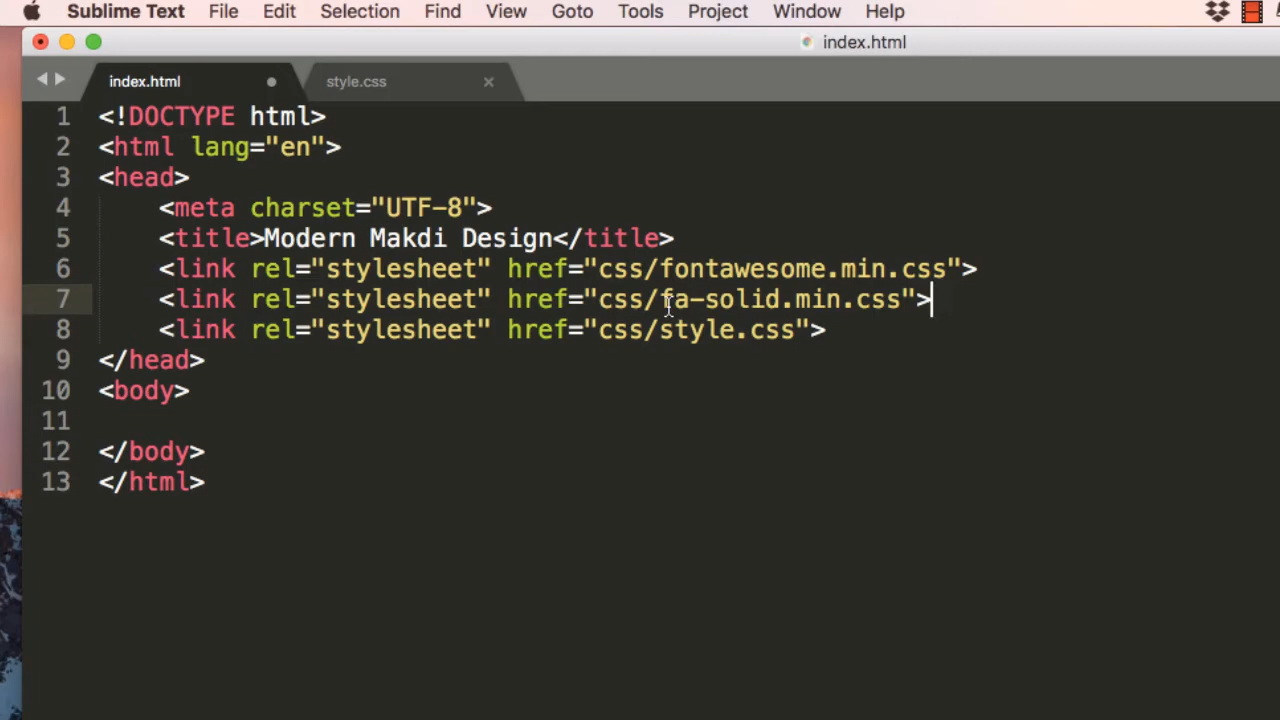 Sublime Text File Edit Selection Find View Goto Tools Project Window Help
index.html
index.html style.css
1 <!DOCTYPE html>
2 <html lang="en">
3 <head>
4 <meta charset="UTF-8">
5 <title>Modern Makdi Design</title>
6 <link rel="stylesheet" href="css/fontawesome.min.css">
7 <link rel="stylesheet" href="css/fa-solid.min.css">
8 <link rel="stylesheet" href="css/style.css">
9 </head>
10 <body>
11
12 </body>
13 </html>